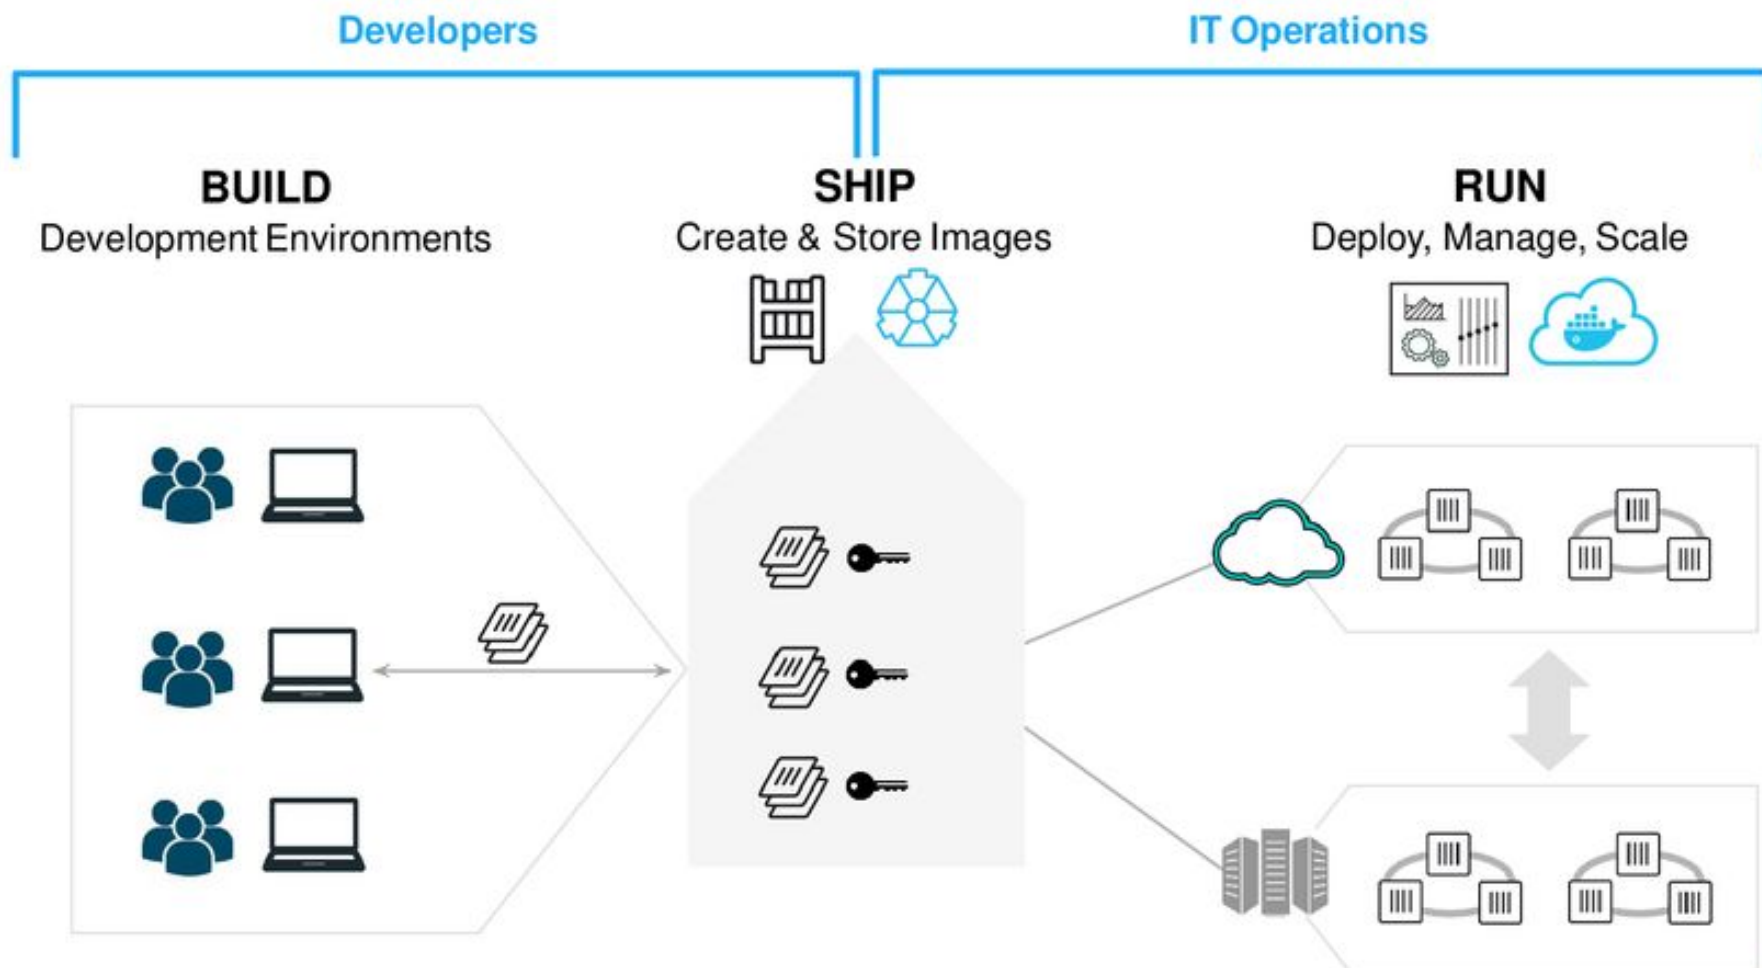 Developers
IT Operations
BUILD
Development Environments
SHIP
Create & Store Images
RUN
Deploy, Manage, Scale